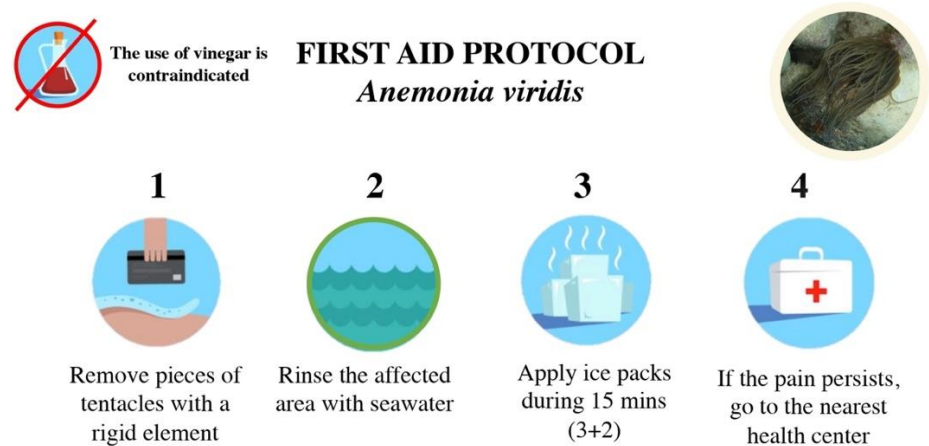 The use of vinegar is
contraindicated
FIRST AID PROTOCOL
Anemonia viridis
1
Remove pieces of
tentacles with a
rigid element
2
Rinse the affected
area with seawater
3
Apply ice packs
during 15 mins
(3+2)
4
If the pain persists,
go to the nearest
health center